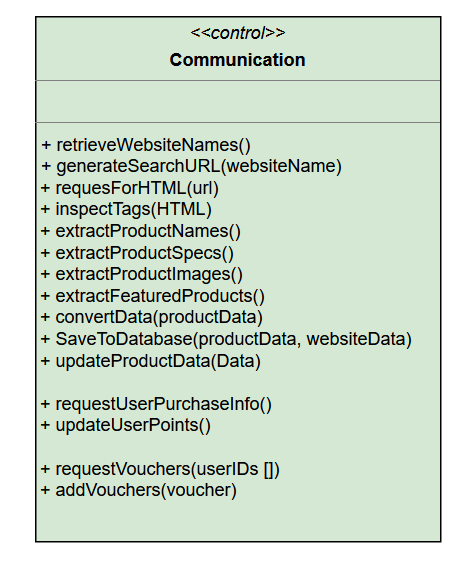 <<control>>
Communication
+ retrieveWebsiteNames()
+ generateSearchURL(websiteName)
+ requesForHTML(url)
+ inspectTags(HTML)
+ extractProductNames()
+ extractProductSpecs()
+ extractProductImages()
+ extractFeaturedProducts()
+ convertData(productData)
+ SaveToDatabase(productData, websiteData)
+ updateProductData(Data)
+ requestUserPurchaseInfo()
+ updateUserPoints()
+ requestVouchers(userIDs [])
+ addVouchers(voucher)